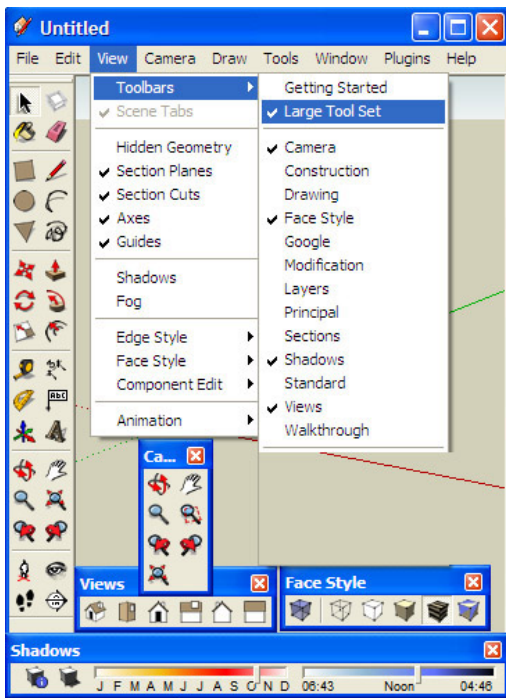 Untitled
File Edit View Camera Draw Tools Window Plugins Help
Toolbars
Scene Tabs
Hidden Geometry
Section Planes
Section Cuts
Axes
Guides
Shadows
Fog
Edge Style
Face Style
Component Edit
Animation
Getting Started
Large Tool Set
Camera
Construction
Drawing
Face Style
Google
Modification
Layers
Principal
Sections
Shadows
Standard
Views
Walkthrough
ABC
Ca...
Views
Face Style
Shadows
J F M A M J J A S O N D 06:43 Noon 04:46